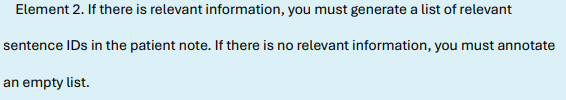 Element 2. If there is relevant information, you must generate a list of relevant
sentence IDs in the patient note. If there is no relevant information, you must annotate
an empty list.